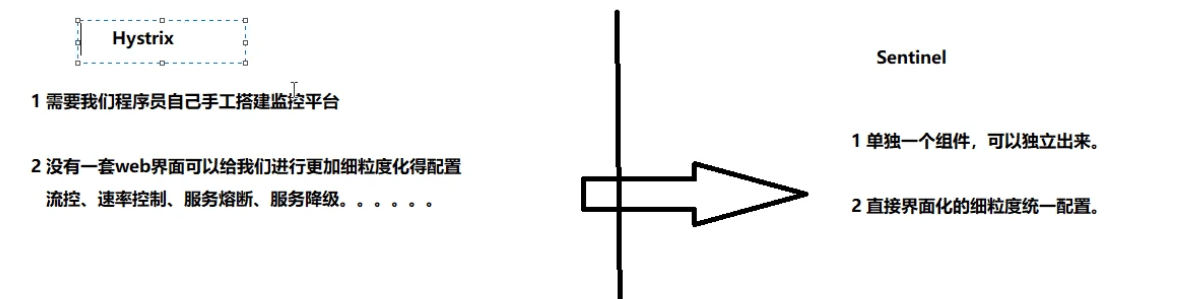 Hystrix
1 需要我们程序员自己手工搭建监控平台
2 没有一套web界面可以给我们进行更加细粒度化得配置
流控、速率控制、服务熔断、服务降级。。。。。。
Sentinel
1 单独一个组件，可以独立出来。
2 直接界面化的细粒度统一配置。